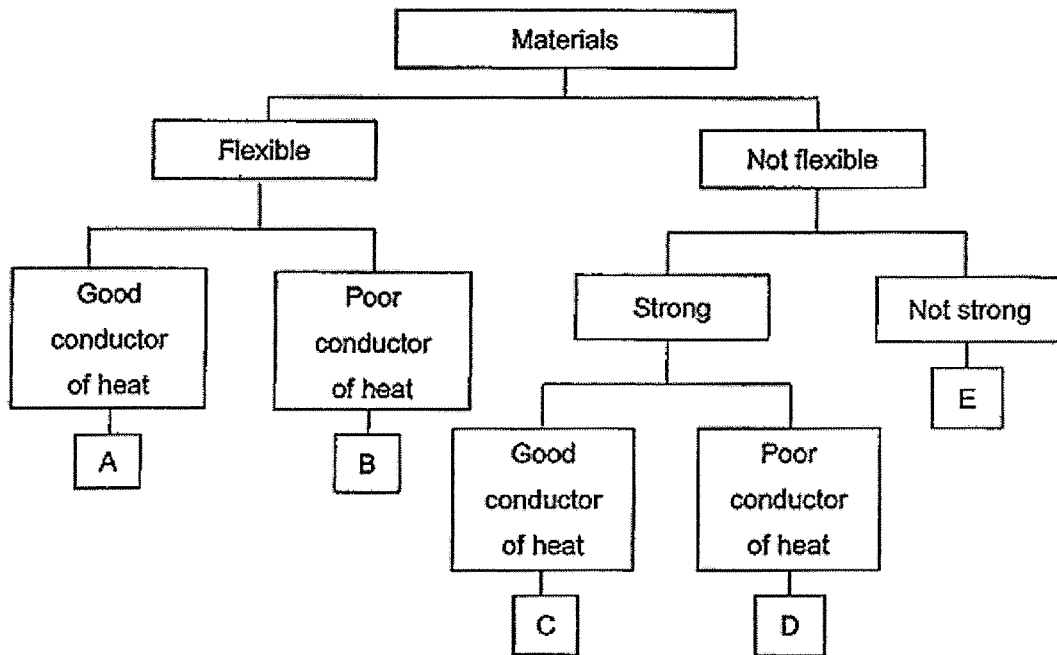 Materials
Flexible
Not flexible
Good
conductor
of heat
Poor
conductor
of heat
Strong
Not strong
A
B
Good
conductor
of heat
Poor
conductor
of heat
E
C
D